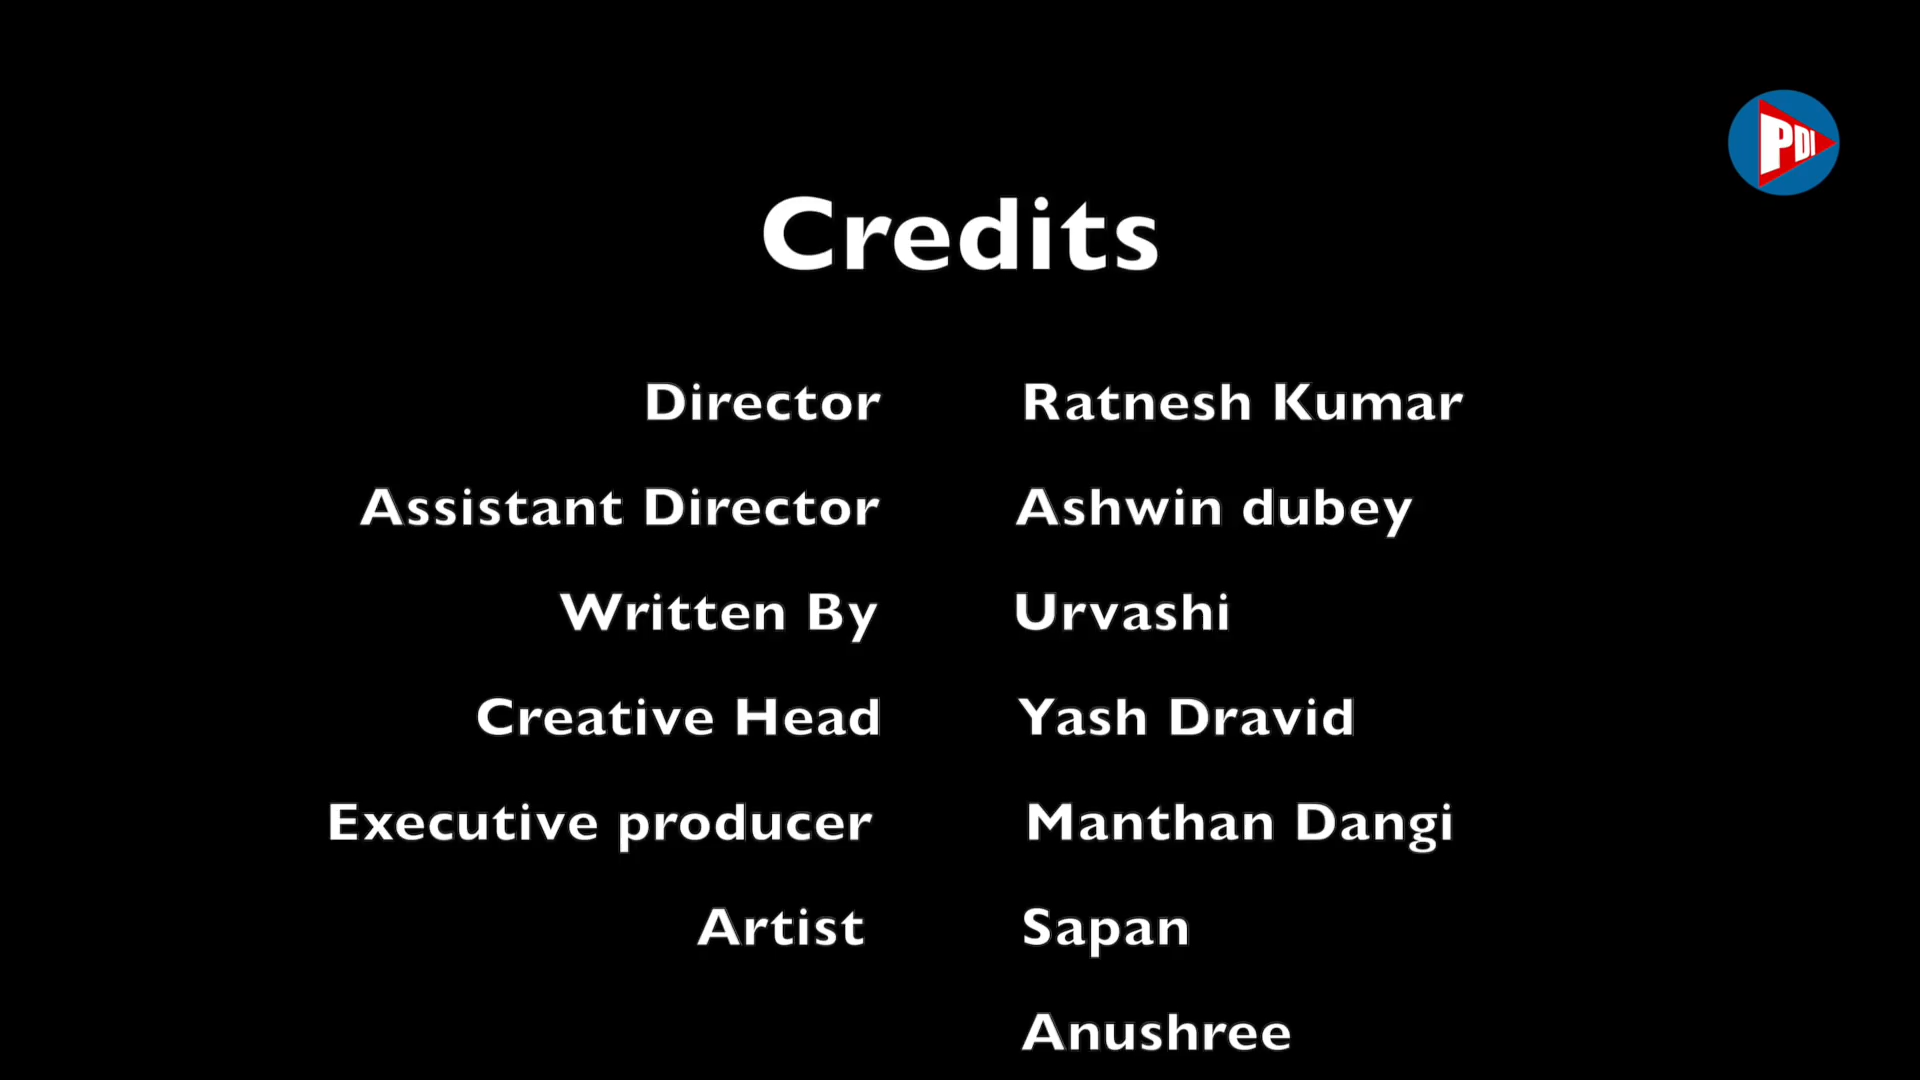 PDI
Credits
Director Ratnesh Kumar
Assistant Director Ashwin dubey
Written By Urvashi
Creative Head Yash Dravid
Executive producer Manthan Dangi
Artist Sapan
Anushree